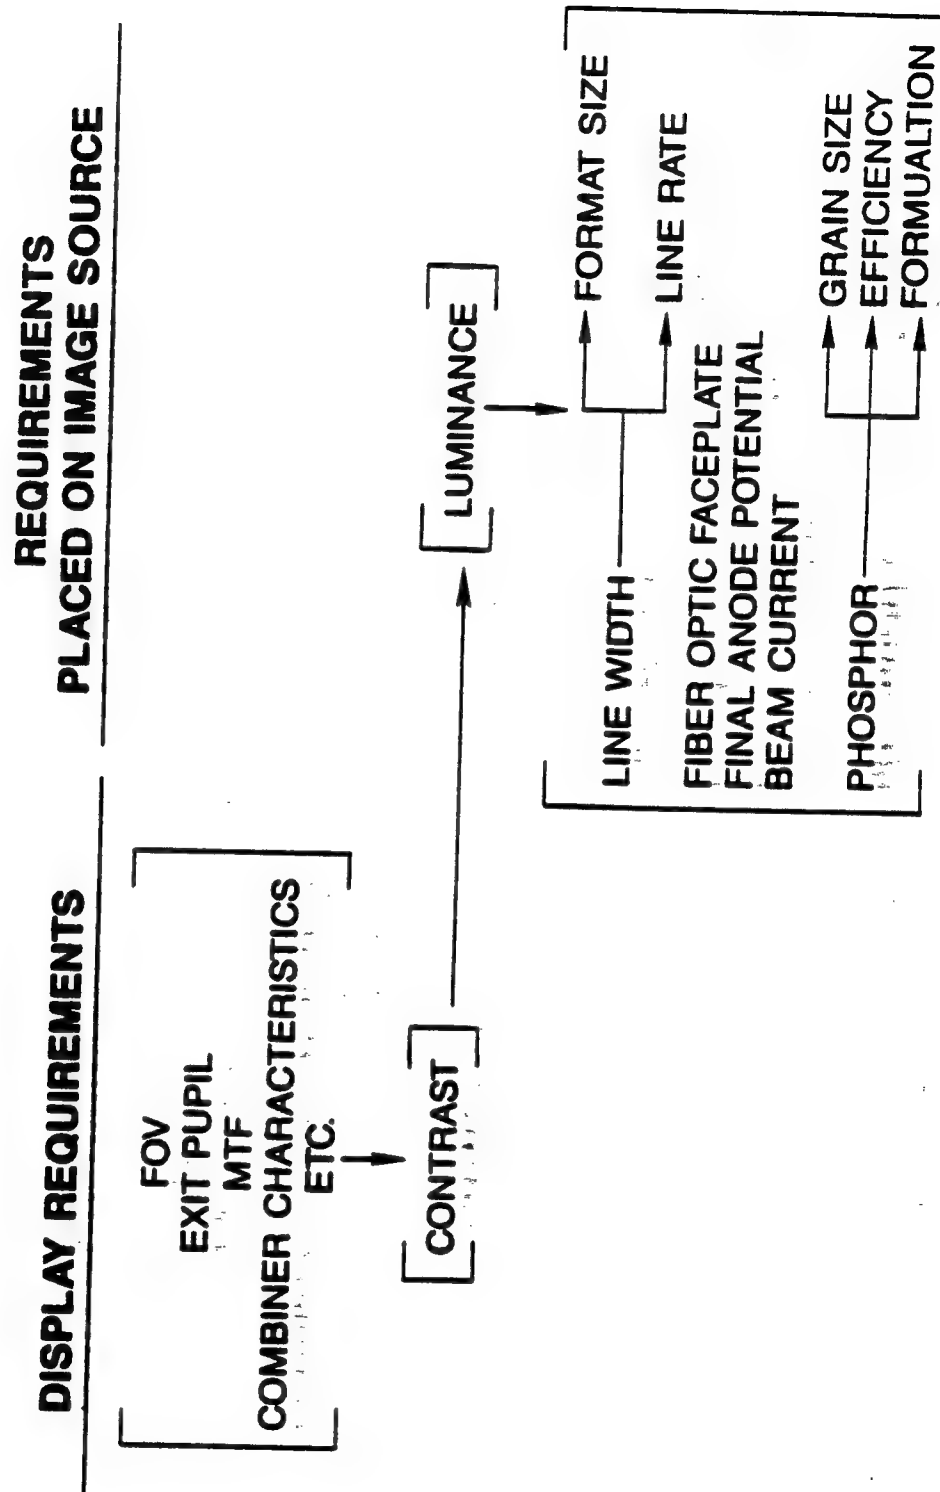 DISPLAY REQUIREMENTS
FOV
EXIT PUPIL
MTF
COMBINER CHARACTERISTICS
ETC.
CONTRAST
REQUIREMENTS
PLACED ON IMAGE SOURCE
LUMINANCE
LINE WIDTH
FORMAT SIZE
LINE RATE
FIBER OPTIC FACEPLATE
FINAL ANODE POTENTIAL
BEAM CURRENT
PHOSPHOR
GRAIN SIZE
EFFICIENCY
FORMUALTION